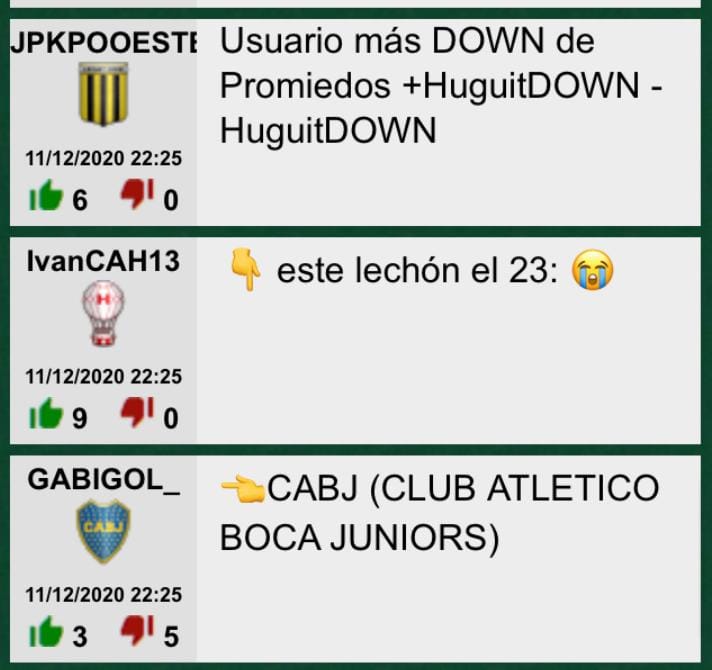 JPKPOOESTE
11/12/2020 22:25
6 0
Usuario más DOWN de
Promiedos +HuguitDOWN -
HuguitDOWN
IvanCAH13
H
11/12/2020 22:25
9 0
👇 este lechón el 23: 😭
GABIGOL_
CABJ
11/12/2020 22:25
3 5
👈CABJ (CLUB ATLETICO
BOCA JUNIORS)